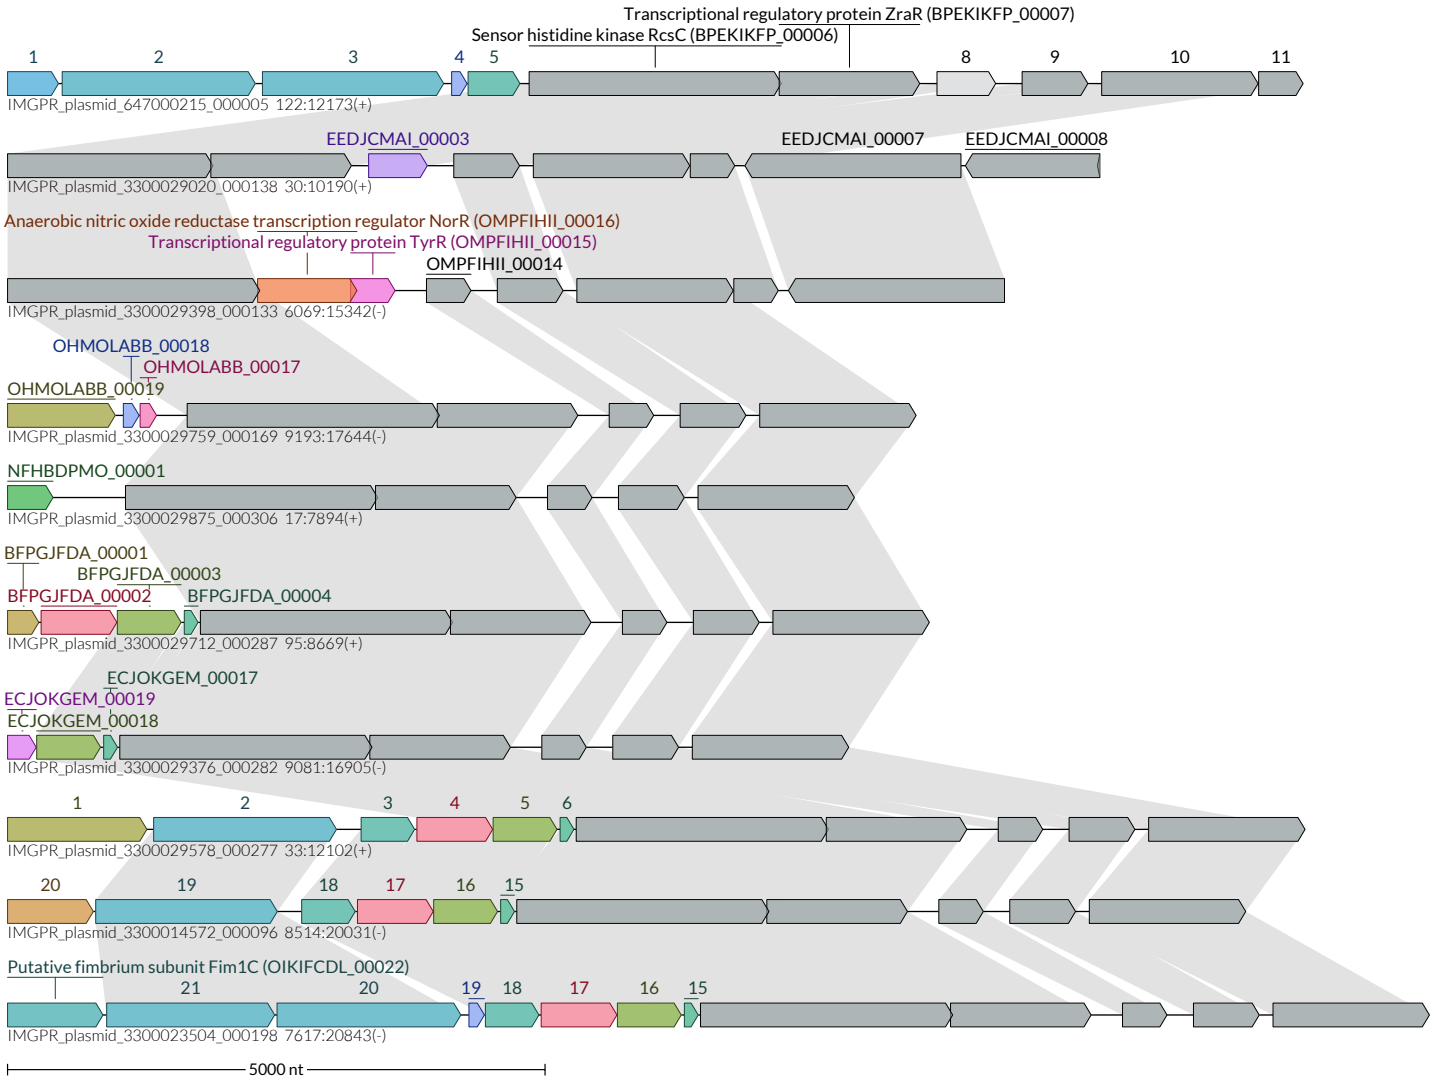 Transcriptional regulatory protein ZraR (BPEKIKFP_00007)
Sensor histidine kinase RcsC (BPEKIKFP_00006)
1 2 3 4 5 8 9 10 11
IMGPR_plasmid_647000215_000005 122:12173(+)
EEDJCMAI_00003 EEDJCMAI_00007 EEDJCMAI_00008
IMGPR_plasmid_3300029020_000138 30:10190(+)
Anaerobic nitric oxide reductase transcription regulator NorR (OMPFIHII_00016)
Transcriptional regulatory protein TyrR (OMPFIHII_00015)
OMPFIHII_00014
IMGPR_plasmid_3300029398_000133 6069:15342(-)
OHMOLABB_00018
OHMOLABB_00017
OHMOLABB_00019
IMGPR_plasmid_3300029759_000169 9193:17644(-)
NFHBDPMO_00001
IMGPR_plasmid_3300029875_000306 17:7894(+)
BFPGJFDA_00001
BFPGJFDA_00003
BFPGJFDA_00002 BFPGJFDA_00004
IMGPR_plasmid_3300029712_000287 95:8669(+)
ECJOKGEM_00017
ECJOKGEM_00019
ECJOKGEM_00018
IMGPR_plasmid_3300029376_000282 9081:16905(-)
1 2 3 4 5 6
IMGPR_plasmid_3300029578_000277 33:12102(+)
20 19 18 17 16 15
IMGPR_plasmid_3300014572_000096 8514:20031(-)
Putative fimbrium subunit Fim1C (OIKIFCDL_00022)
21 20 19 18 17 16 15
IMGPR_plasmid_3300023504_000198 7617:20843(-)
5000 nt